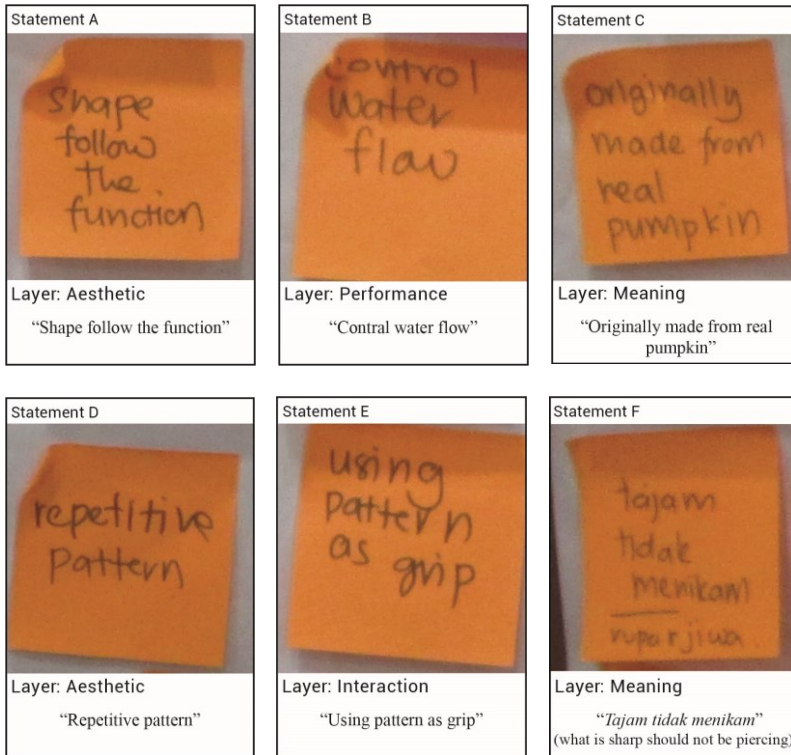 Statement A
Shape
follow
the
function
Layer: Aesthetic
“Shape follow the function”
Statement B
control
Water
flow
Layer: Performance
“Contral water flow”
Statement C
originally
made from
real
pumpkin
Layer: Meaning
“Originally made from real
pumpkin”
Statement D
repetitive
pattern
Layer: Aesthetic
“Repetitive pattern”
Statement E
using
pattern
as grip
Layer: Interaction
“Using pattern as grip”
Statement F
tajam
tidak
menikam
jiwa
Layer: Meaning
“Tajam tidak menikam”
(what is sharp should not be piercing)